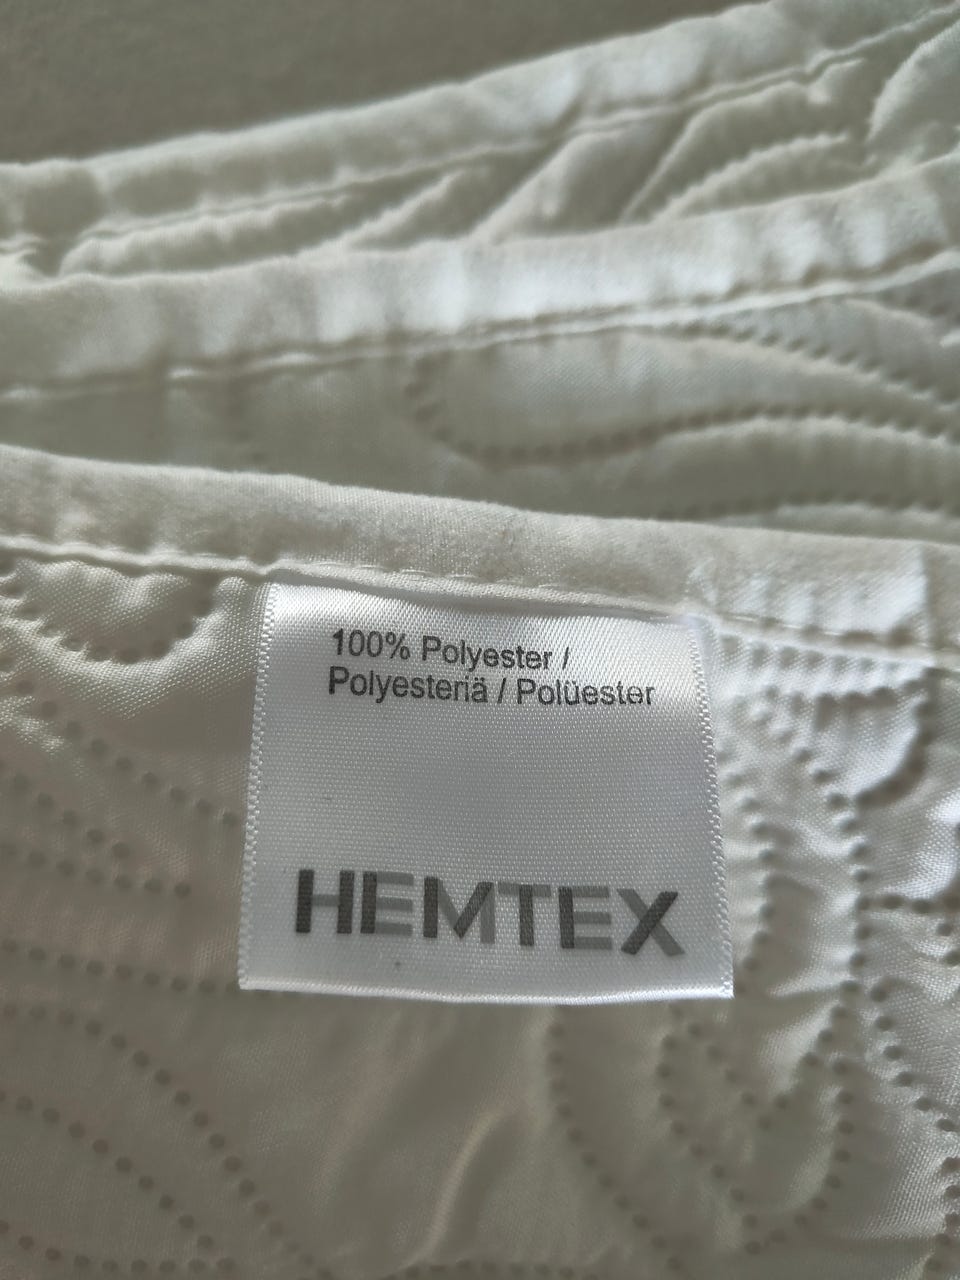 100% Polyester /
Polyesteriä / Polüester
HEMTEX